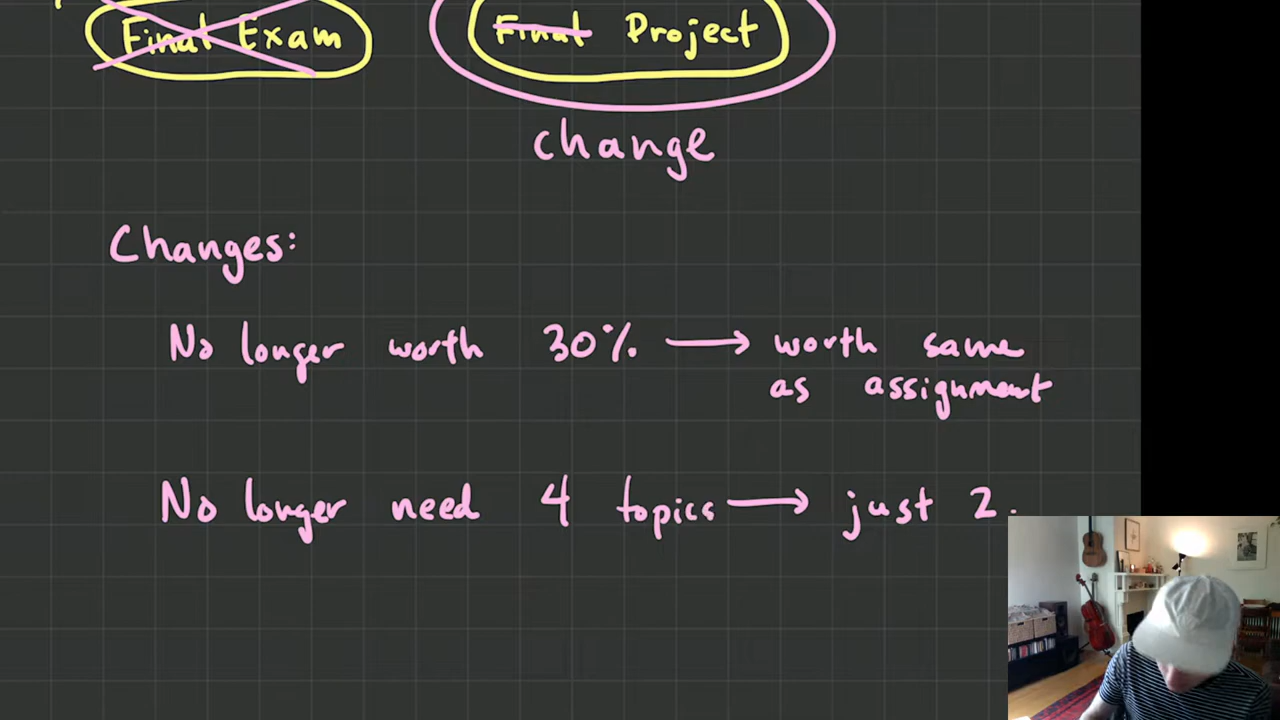 Final Exam Final Project
change
Changes:
No longer worth 30% → worth same
as assignment
No longer need 4 topics → just 2.